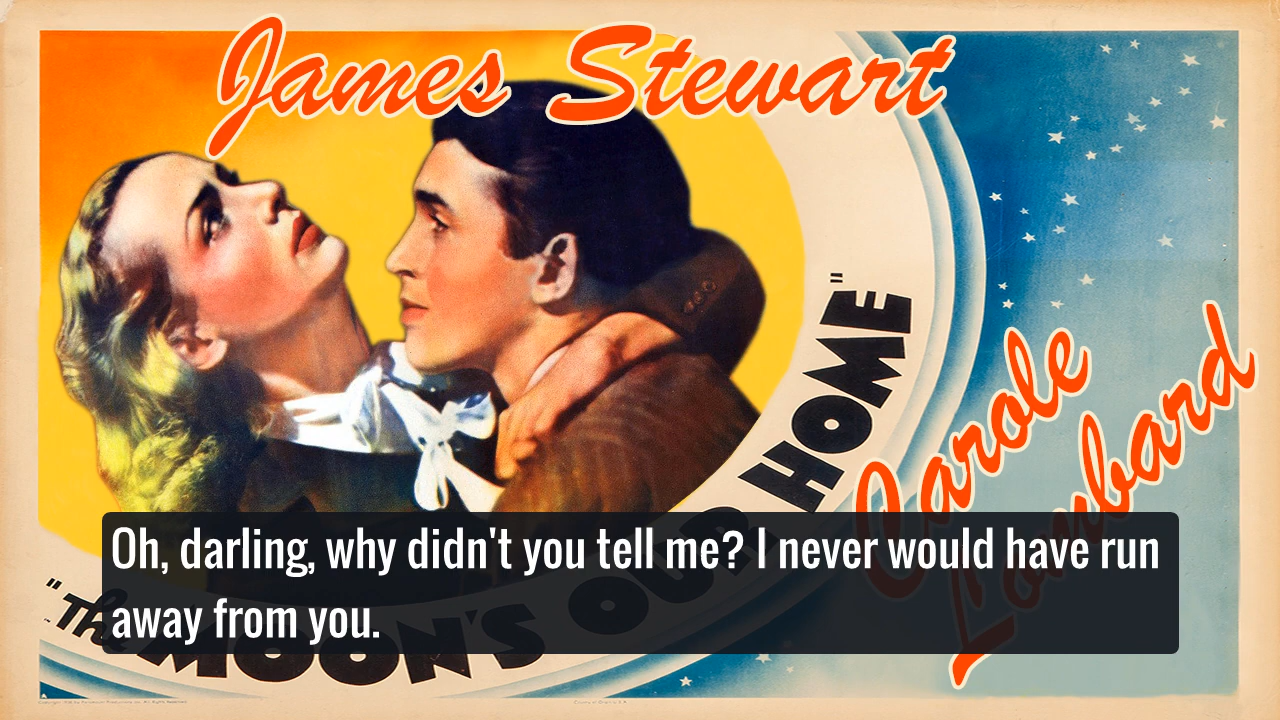 James Stewart
Carole
Lombard
"The MOON'S OUR HOME"
Oh, darling, why didn't you tell me? I never would have run
away from you.